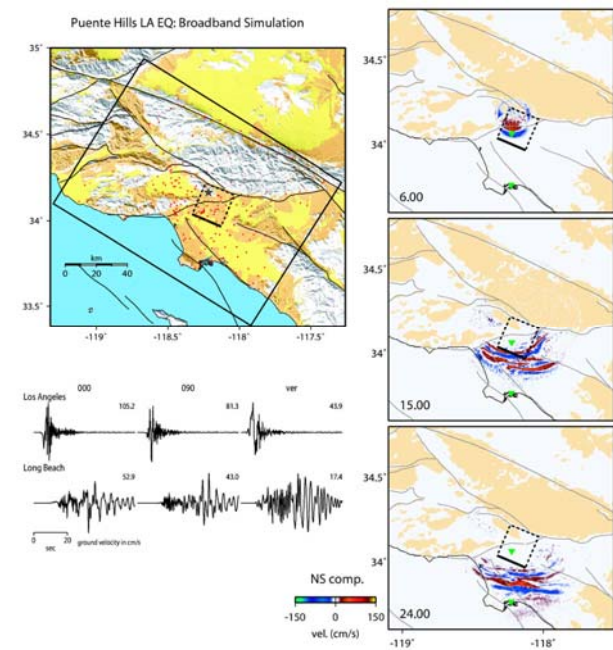 Puente Hills LA EQ: Broadband Simulation
35˚
34.5˚
34˚
33.5˚
km
0 20 40
-119˚ -118.5˚ -118˚ -117.5˚
000 090 ver
Los Angeles
105.2 81.3 43.9
Long Beach
52.9 43.0 17.4
0 20
sec
ground velocity in cm/s
NS comp.
-150 0 150
vel. (cm/s)
34.5˚
34˚
6.00
34.5˚
34˚
15.00
34.5˚
34˚
24.00
-119˚ -118˚